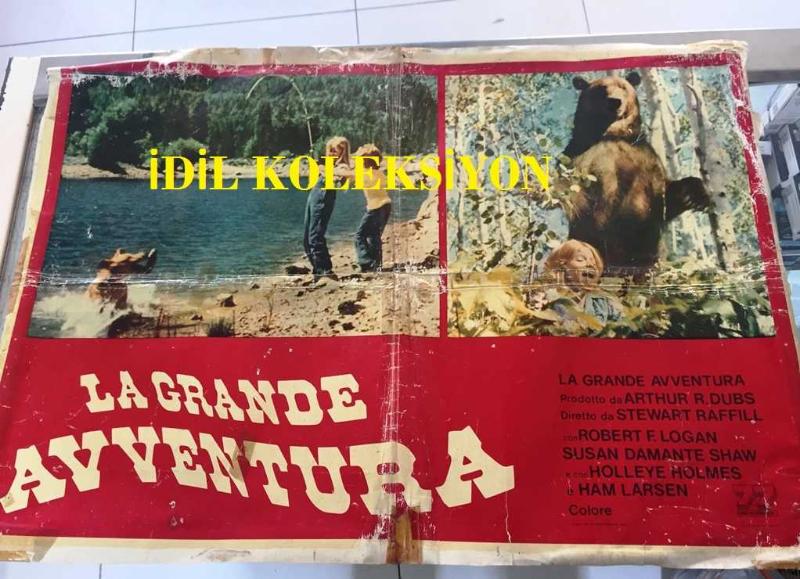 İDİL KOLEKSİYON
LA GRANDE
AVVENTURA
LA GRANDE AVVENTURA
Prodotto da ARTHUR R. DUBS
Diretto da STEWART RAFFILL
con ROBERT F. LOGAN
SUSAN DAMANTE SHAW
e con HOLLEYE HOLMES
e HAM LARSEN
Colore